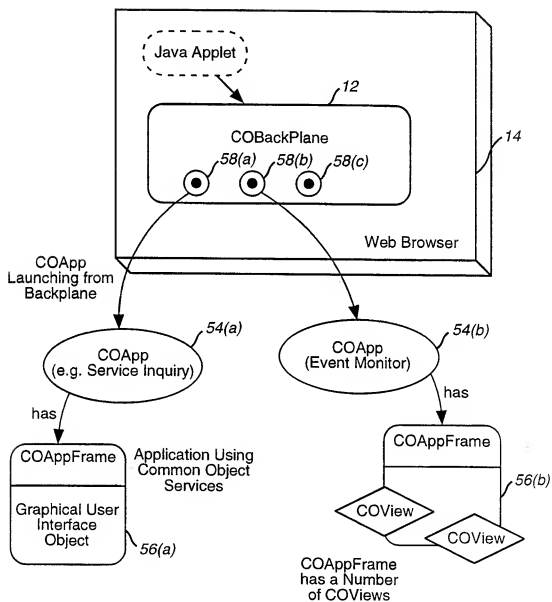 Java Applet
12
COBackPlane
58(a)
58(b)
58(c)
14
Web Browser
COApp
Launching from
Backplane
54(a)
COApp
(e.g. Service Inquiry)
54(b)
COApp
(Event Monitor)
has
has
COAppFrame
Graphical User
Interface
Object
56(a)
Application Using
Common Object
Services
COAppFrame
56(b)
COView
COView
COAppFrame
has a Number
of COViews